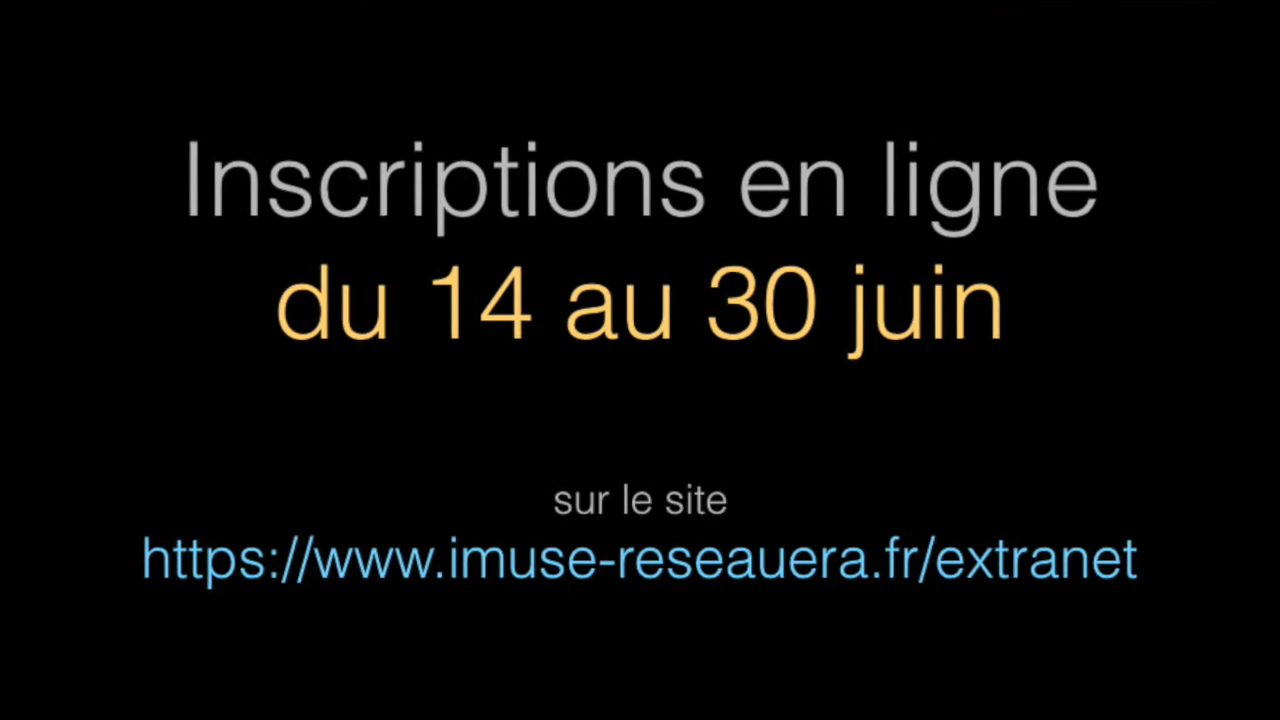 Inscriptions en ligne
du 14 au 30 juin
sur le site
https://www.imuse-reseauera.fr/extranet